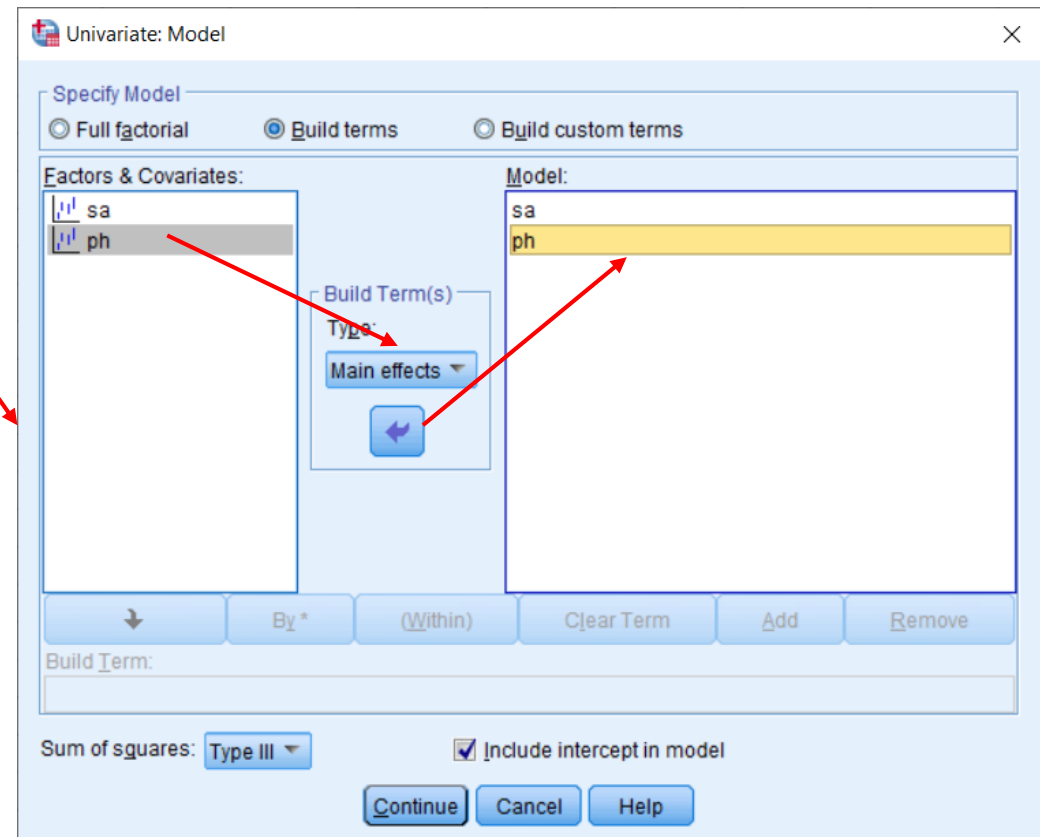 Univariate: Model
Specify Model
Full factorial
Build terms
Build custom terms
Factors & Covariates:
Model:
sa
ph
sa
ph
Build Term(s)
Type:
Main effects
By *
(Within)
Clear Term
Add
Remove
Build Term:
Sum of squares:
Type III
Include intercept in model
Continue
Cancel
Help